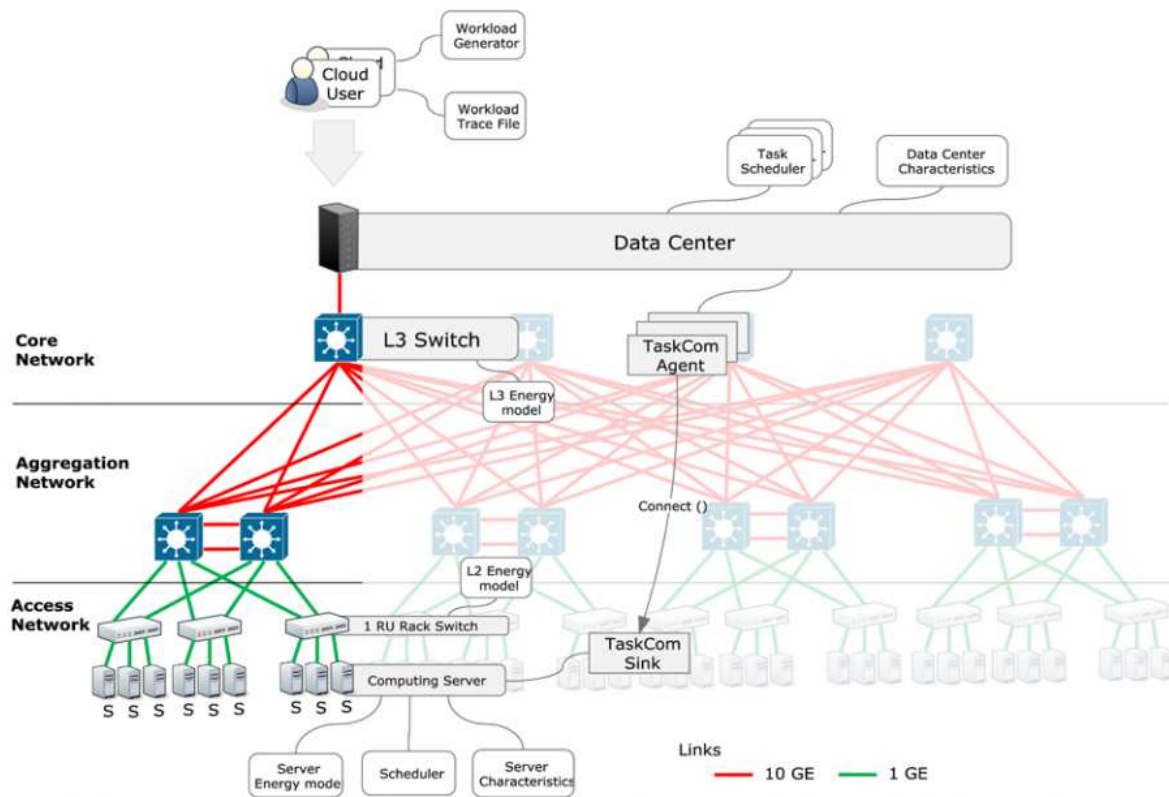 Workload
Generator
Cloud
User
Workload
Trace File
Task
Scheduler
Data Center
Characteristics
Data Center
Core
Network
L3 Switch
TaskCom
Agent
L3 Energy
model
Aggregation
Network
Connect ()
L2 Energy
model
Access
Network
1 RU Rack Switch
TaskCom
Sink
Computing Server
S S S S S S S S S
Server
Energy mode
Scheduler
Server
Characteristics
Links
10 GE
1 GE